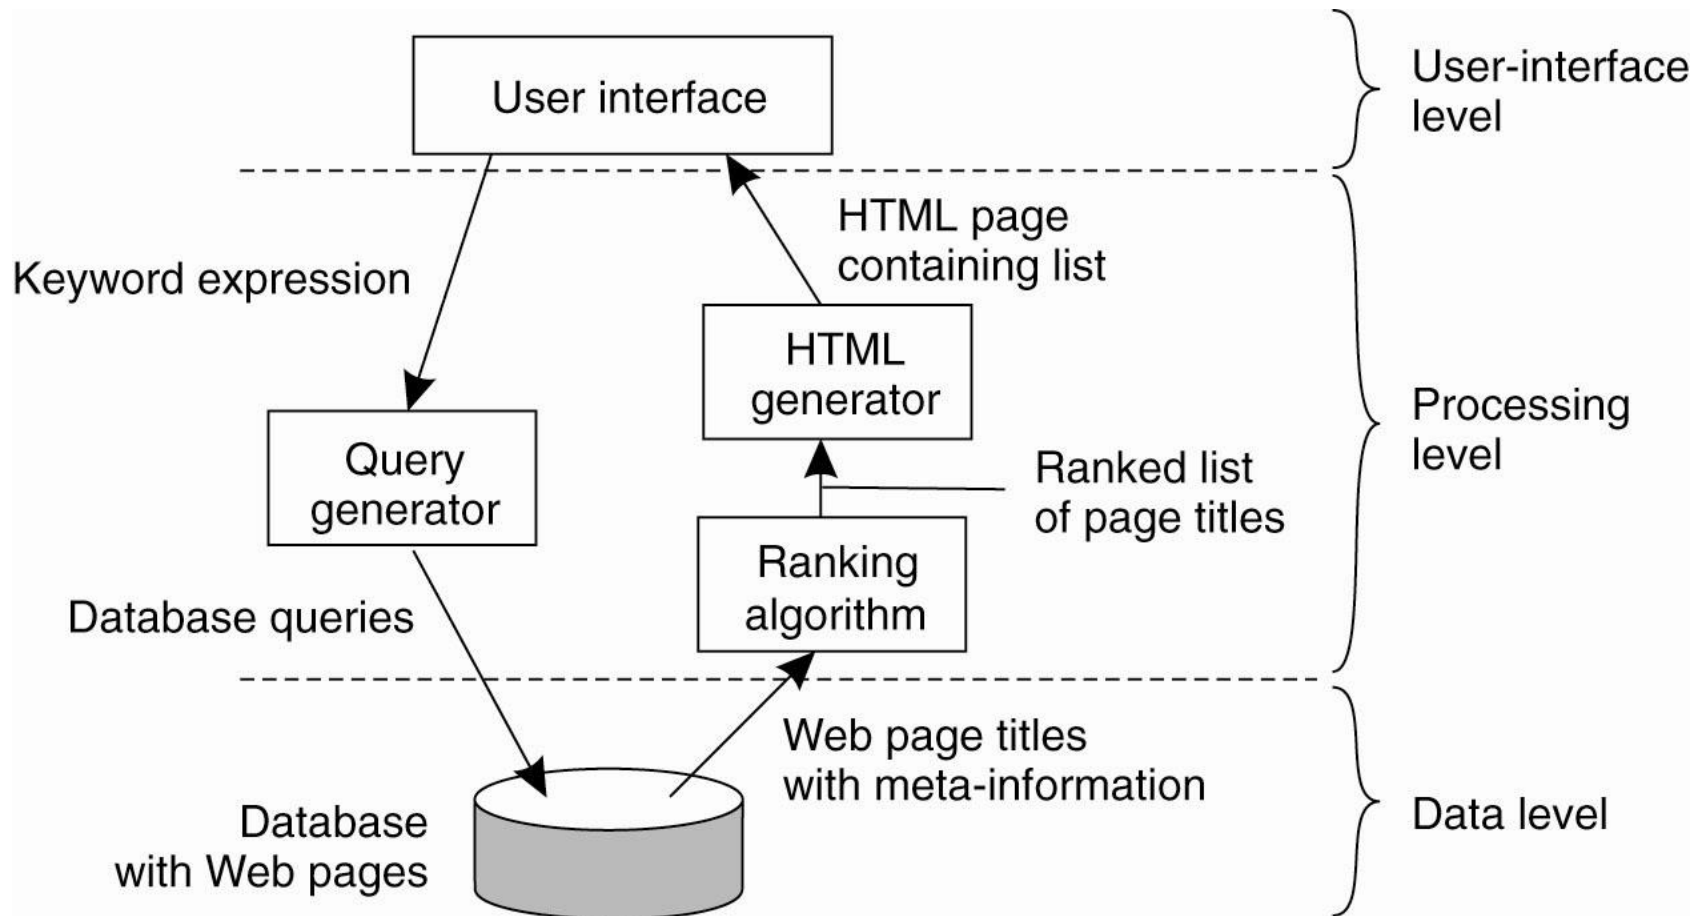 User interface
User-interface
level
HTML page
containing list
Keyword expression
HTML
generator
Processing
level
Query
generator
Ranked list
of page titles
Ranking
algorithm
Database queries
Web page titles
with meta-information
Database
with Web pages
Data level